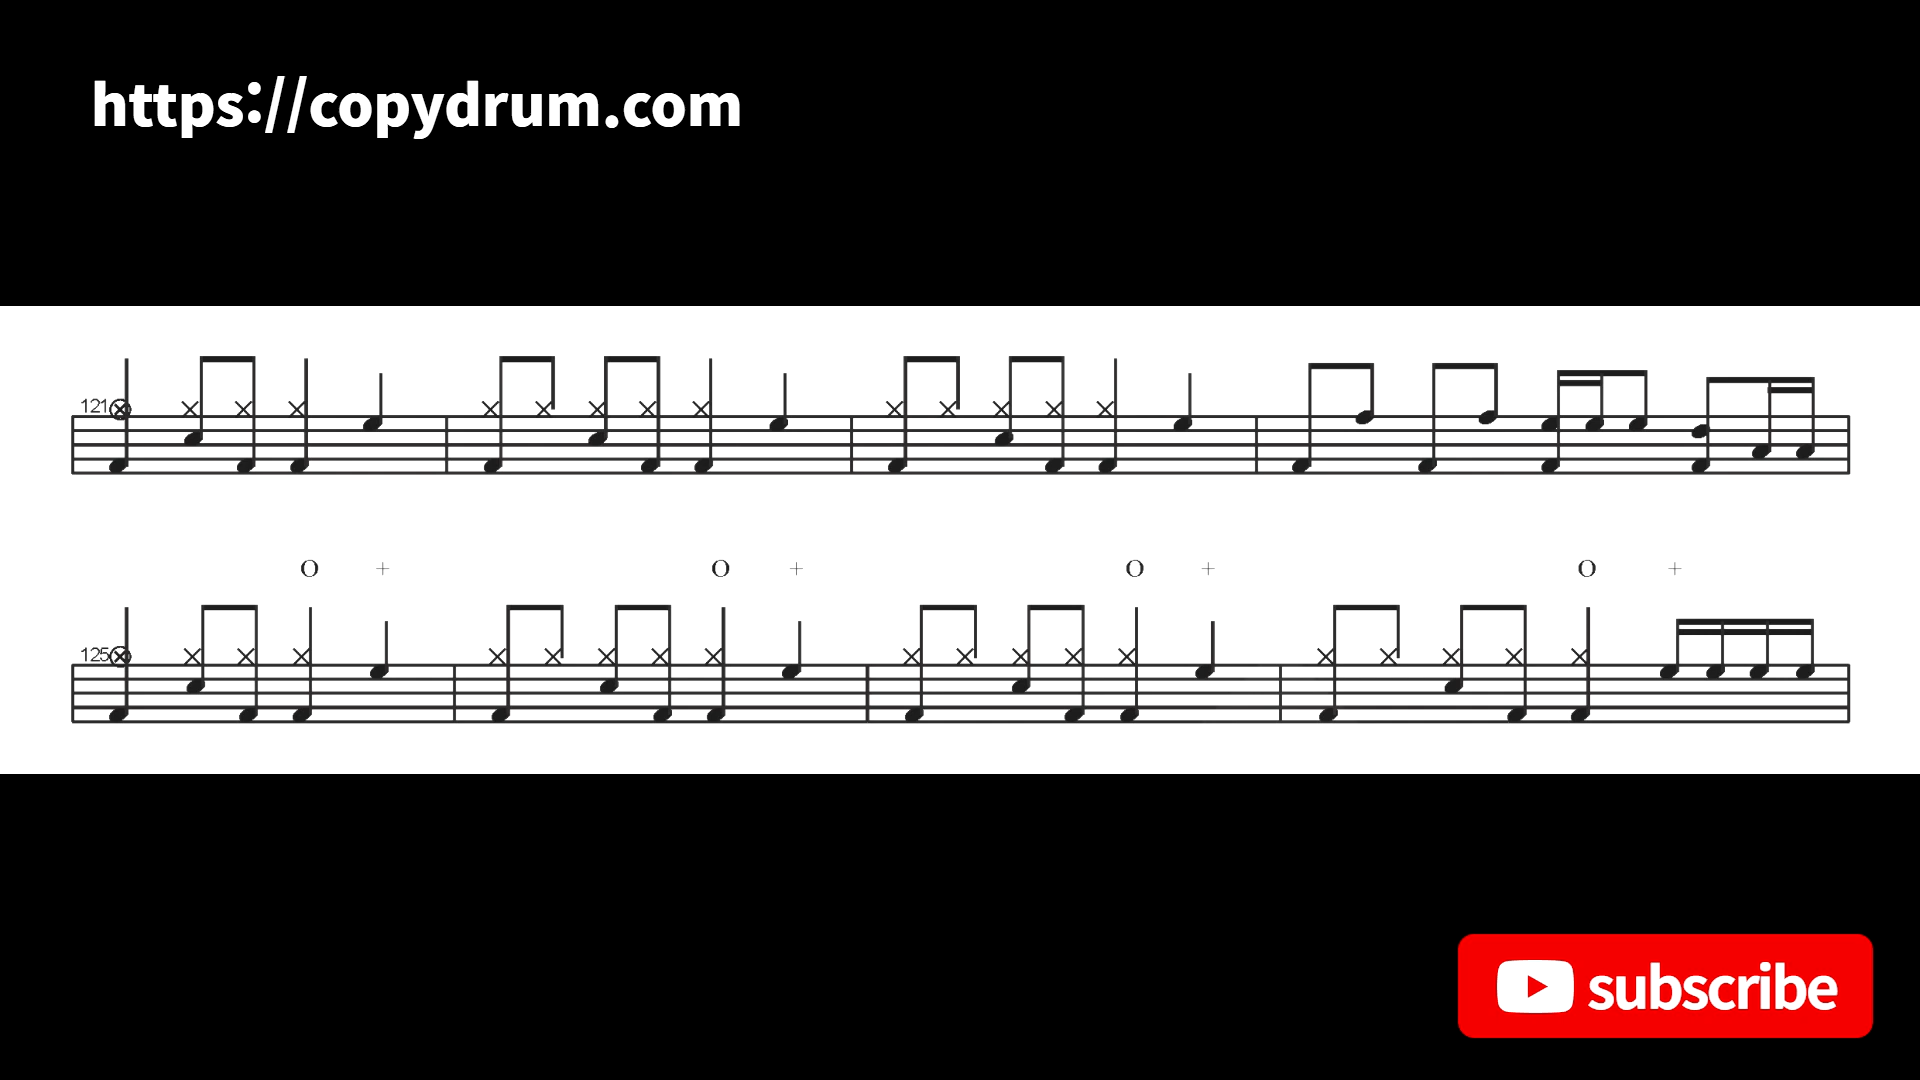 https://copydrum.com
121
O + O + O + O +
125
subscribe